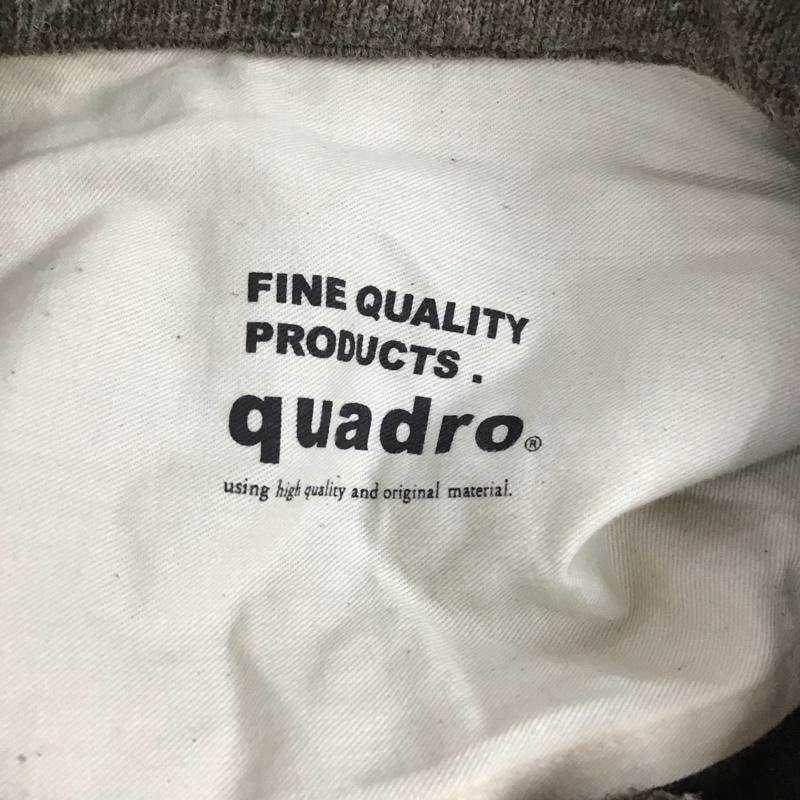 FINE QUALITY
PRODUCTS .
quadro®
using high quality and original material.